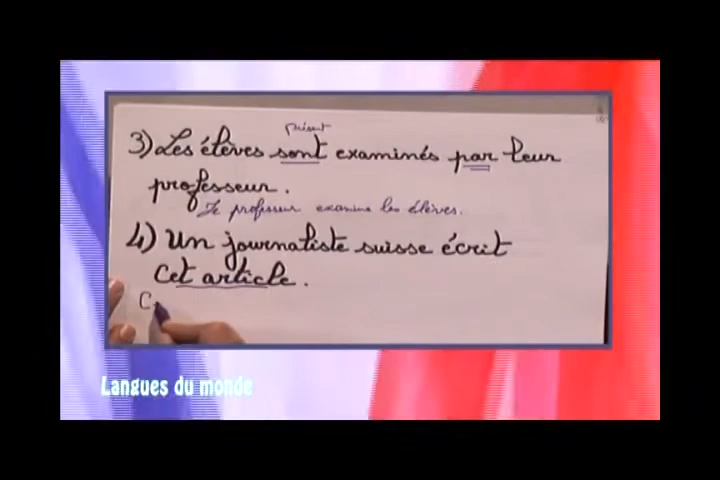 présent
3) Les élèves sont examinés par leur
professeur.
Le professeur examine les élèves.
4) Un journaliste suisse écrit
cet article.
C
Langues du monde